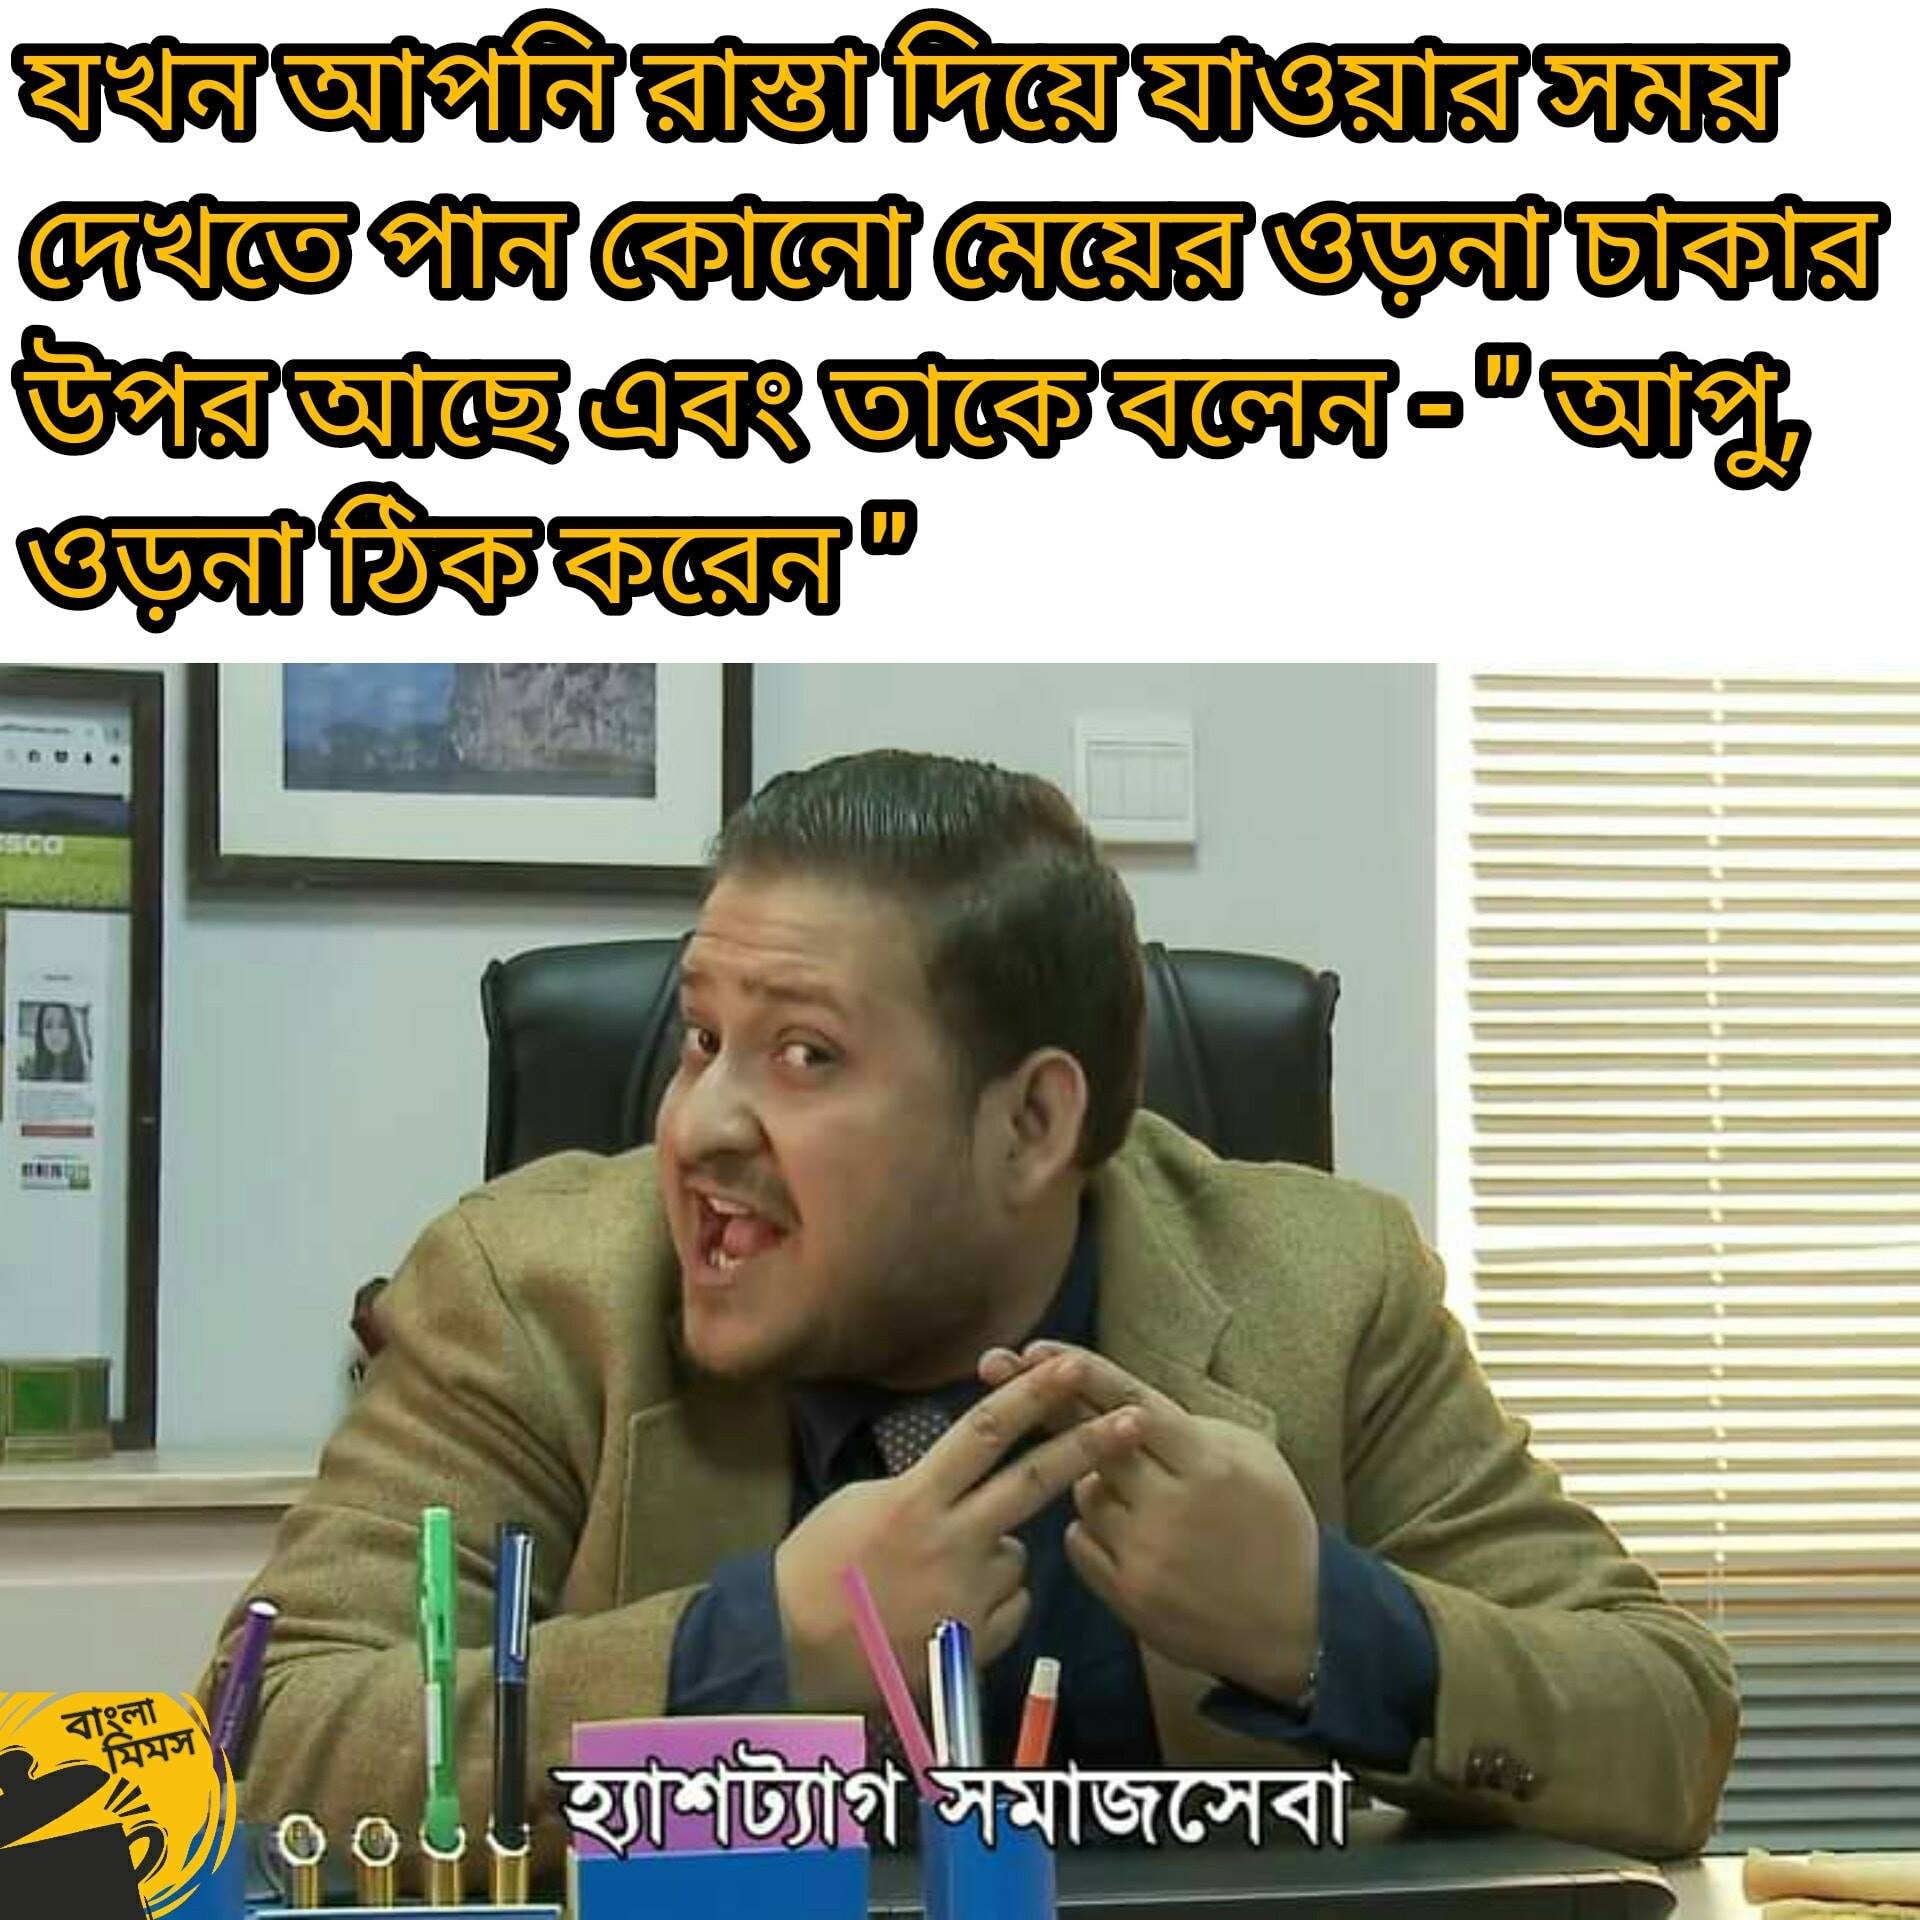 যখন আপনি রাস্তা দিয়ে যাওয়ার সময়
দেখতে পান কোনো মেয়ের ওড়না চাকার
উপর আছে এবং তাকে বলেন - " আপু,
ওড়না ঠিক করেন "
বাংলা
মিমস
হ্যাশট্যাগ সমাজসেবা